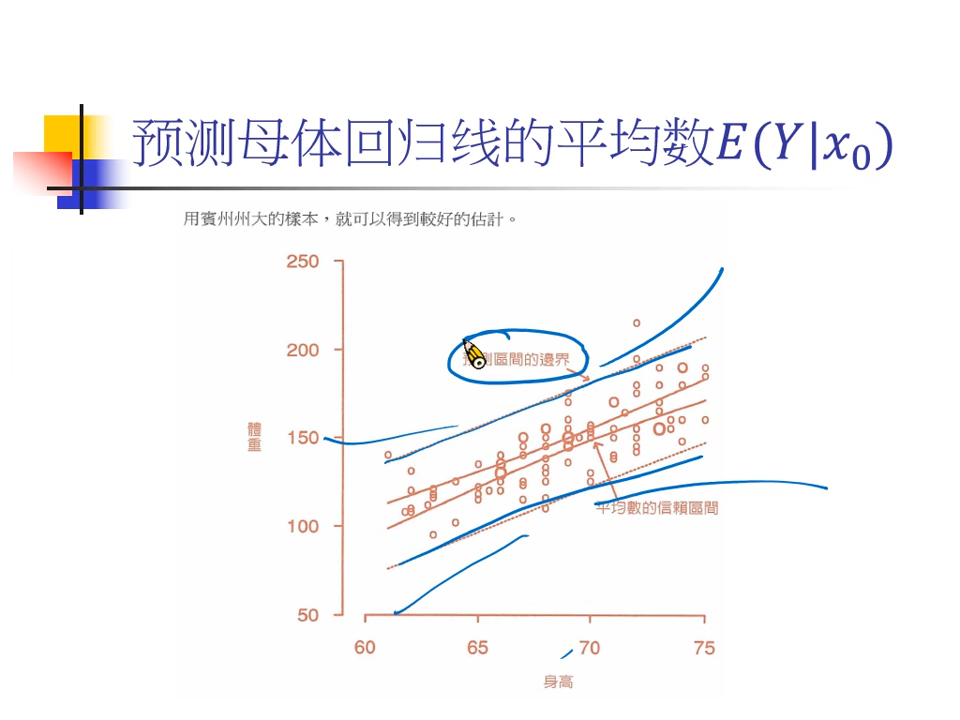 预测母体回归线的平均数E(Y|x₀)
用賓州州大的樣本，就可以得到較好的估計。
250
200
測區間的邊界
體重
150
100
平均數的信賴區間
50
60 65 70 75
身高